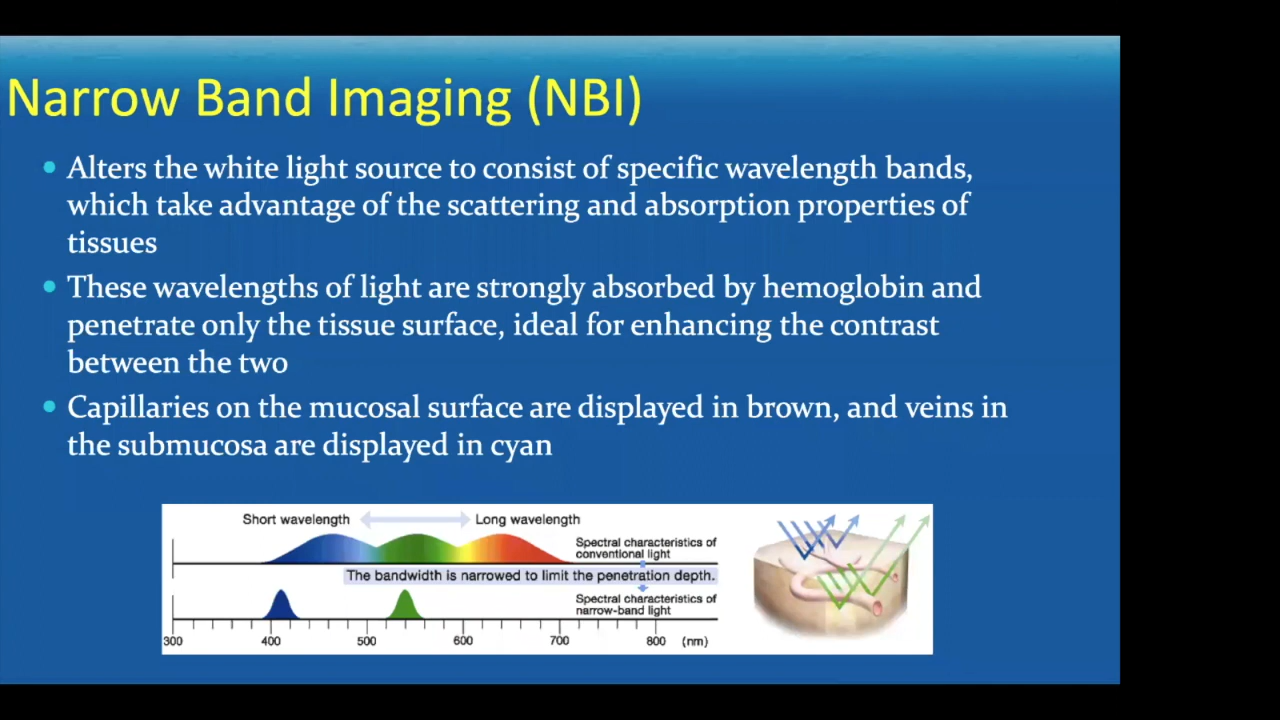 Narrow Band Imaging (NBI)
Alters the white light source to consist of specific wavelength bands,
which take advantage of the scattering and absorption properties of
tissues
These wavelengths of light are strongly absorbed by hemoglobin and
penetrate only the tissue surface, ideal for enhancing the contrast
between the two
Capillaries on the mucosal surface are displayed in brown, and veins in
the submucosa are displayed in cyan
Short wavelength Long wavelength
Spectral characteristics of
conventional light
The bandwidth is narrowed to limit the penetration depth.
Spectral characteristics of
narrow-band light
300 400 500 600 700 800 (nm)